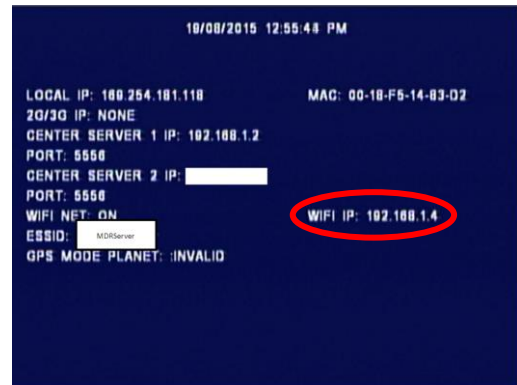 19/08/2015 12:55:44 PM
LOCAL IP: 169.254.181.118 MAC: 00-18-F5-14-83-D2
2G/3G IP: NONE
CENTER SERVER 1 IP: 192.168.1.2
PORT: 5556
CENTER SERVER 2 IP:
PORT: 5556
WIFI NET: ON WIFI IP: 192.168.1.4
ESSID: MDRServer
GPS MODE PLANET: :INVALID